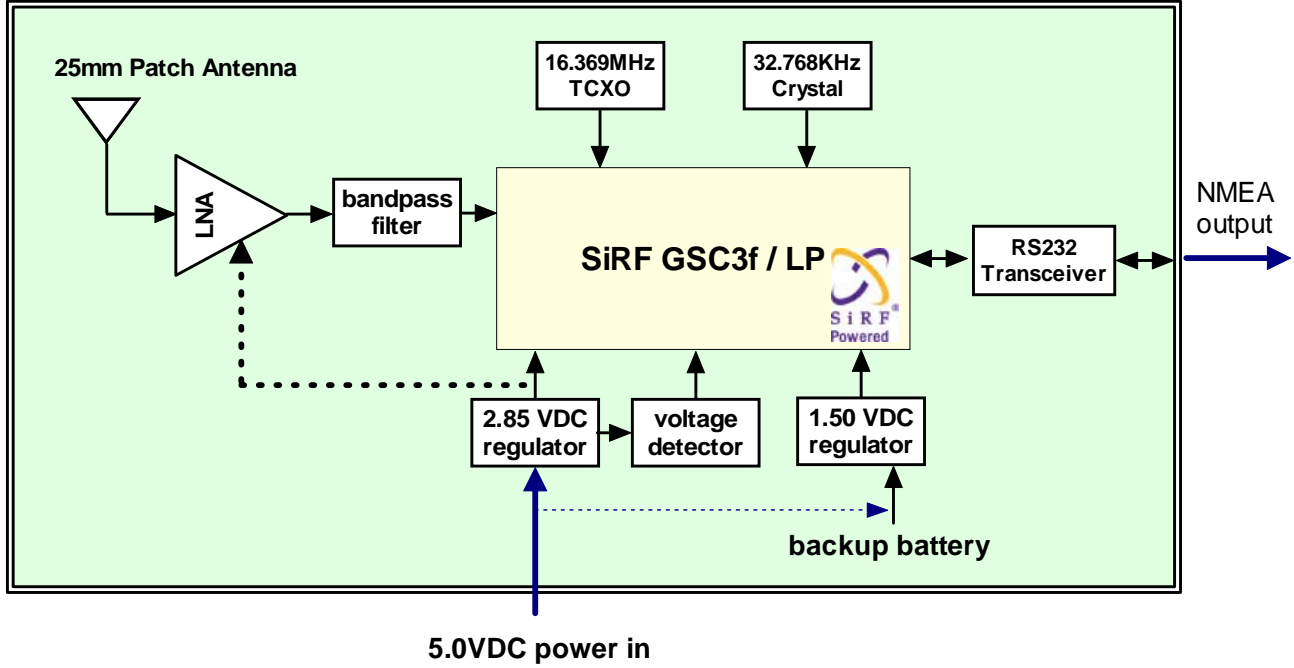 25mm Patch Antenna
16.369MHz
TCXO
32.768KHz
Crystal
LNA
bandpass
filter
SiRF GSC3f / LP
SiRF®
Powered
RS232
Transceiver
NMEA
output
2.85 VDC
regulator
voltage
detector
1.50 VDC
regulator
backup battery
5.0VDC power in